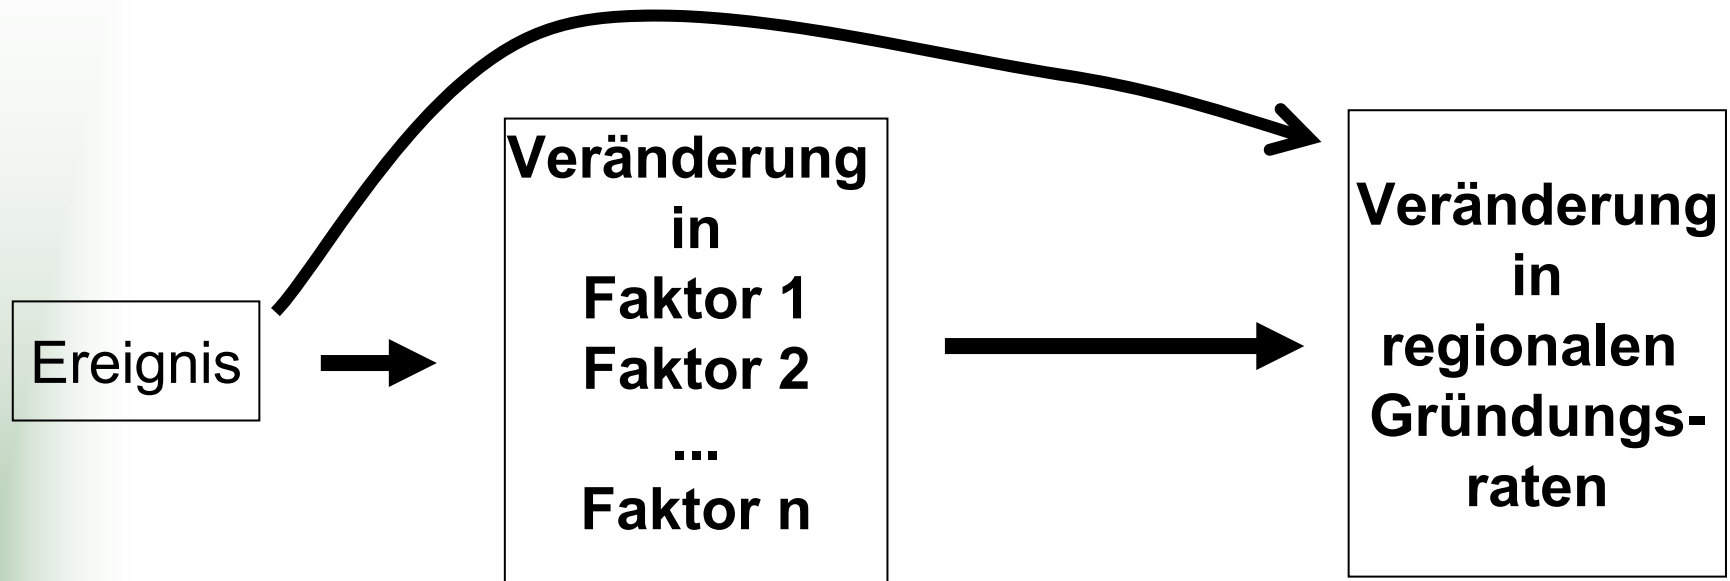 Ereignis
Veränderung
in
Faktor 1
Faktor 2
...
Faktor n
Veränderung
in
regionalen
Gründungs-
raten